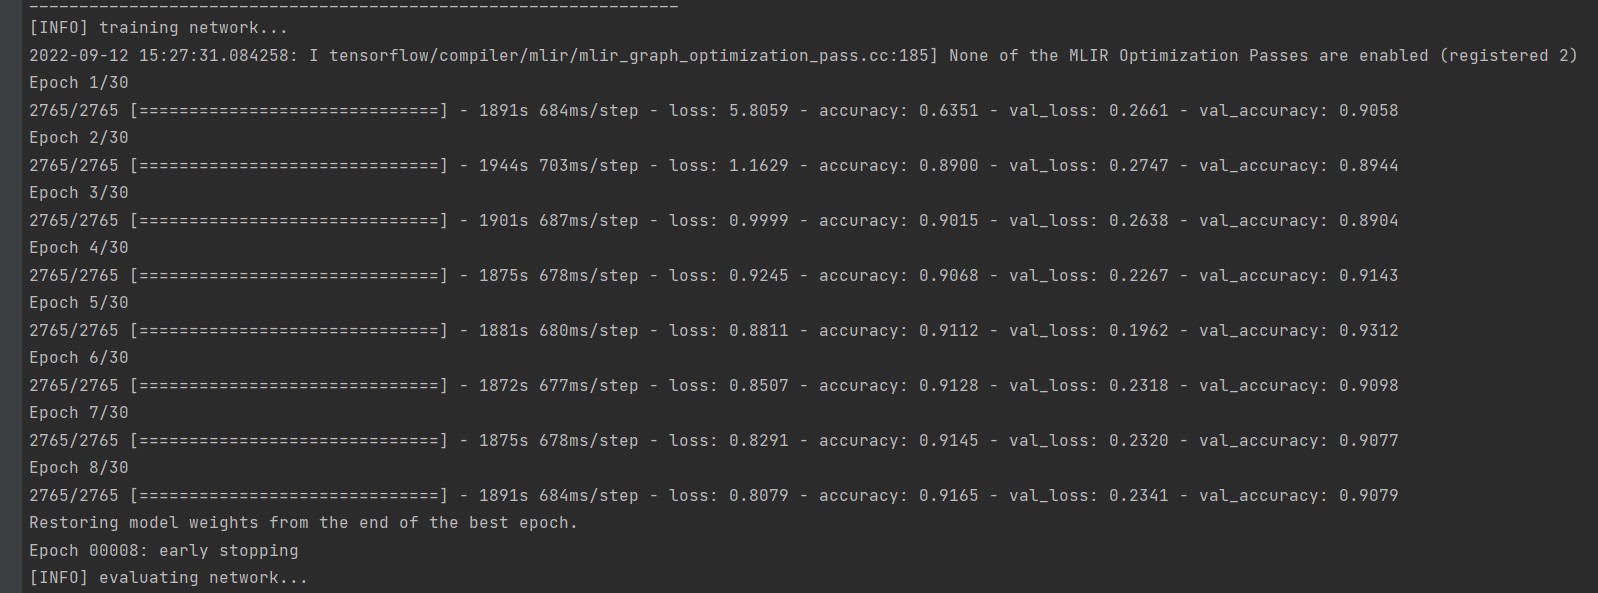 _________________________________________________________________
[INFO] training network...
2022-09-12 15:27:31.084258: I tensorflow/compiler/mlir/mlir_graph_optimization_pass.cc:185] None of the MLIR Optimization Passes are enabled (registered 2)
Epoch 1/30
2765/2765 [==============================] - 1891s 684ms/step - loss: 5.8059 - accuracy: 0.6351 - val_loss: 0.2661 - val_accuracy: 0.9058
Epoch 2/30
2765/2765 [==============================] - 1944s 703ms/step - loss: 1.1629 - accuracy: 0.8900 - val_loss: 0.2747 - val_accuracy: 0.8944
Epoch 3/30
2765/2765 [==============================] - 1901s 687ms/step - loss: 0.9999 - accuracy: 0.9015 - val_loss: 0.2638 - val_accuracy: 0.8904
Epoch 4/30
2765/2765 [==============================] - 1875s 678ms/step - loss: 0.9245 - accuracy: 0.9068 - val_loss: 0.2267 - val_accuracy: 0.9143
Epoch 5/30
2765/2765 [==============================] - 1881s 680ms/step - loss: 0.8811 - accuracy: 0.9112 - val_loss: 0.1962 - val_accuracy: 0.9312
Epoch 6/30
2765/2765 [==============================] - 1872s 677ms/step - loss: 0.8507 - accuracy: 0.9128 - val_loss: 0.2318 - val_accuracy: 0.9098
Epoch 7/30
2765/2765 [==============================] - 1875s 678ms/step - loss: 0.8291 - accuracy: 0.9145 - val_loss: 0.2320 - val_accuracy: 0.9077
Epoch 8/30
2765/2765 [==============================] - 1891s 684ms/step - loss: 0.8079 - accuracy: 0.9165 - val_loss: 0.2341 - val_accuracy: 0.9079
Restoring model weights from the end of the best epoch.
Epoch 00008: early stopping
[INFO] evaluating network...